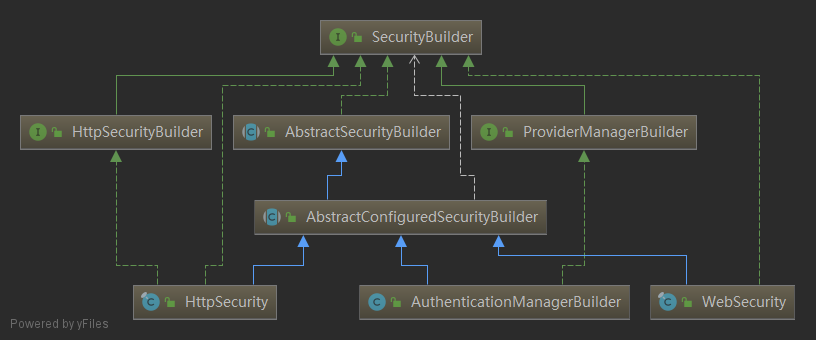 I SecurityBuilder
I HttpSecurityBuilder
C AbstractSecurityBuilder
I ProviderManagerBuilder
C AbstractConfiguredSecurityBuilder
C HttpSecurity
C AuthenticationManagerBuilder
C WebSecurity
Powered by yFiles